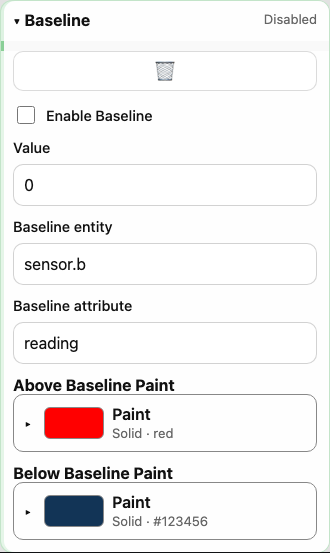 Baseline Disabled
Enable Baseline
Value
0
Baseline entity
sensor.b
Baseline attribute
reading
Above Baseline Paint
Paint
Solid · red
Below Baseline Paint
Paint
Solid · #123456